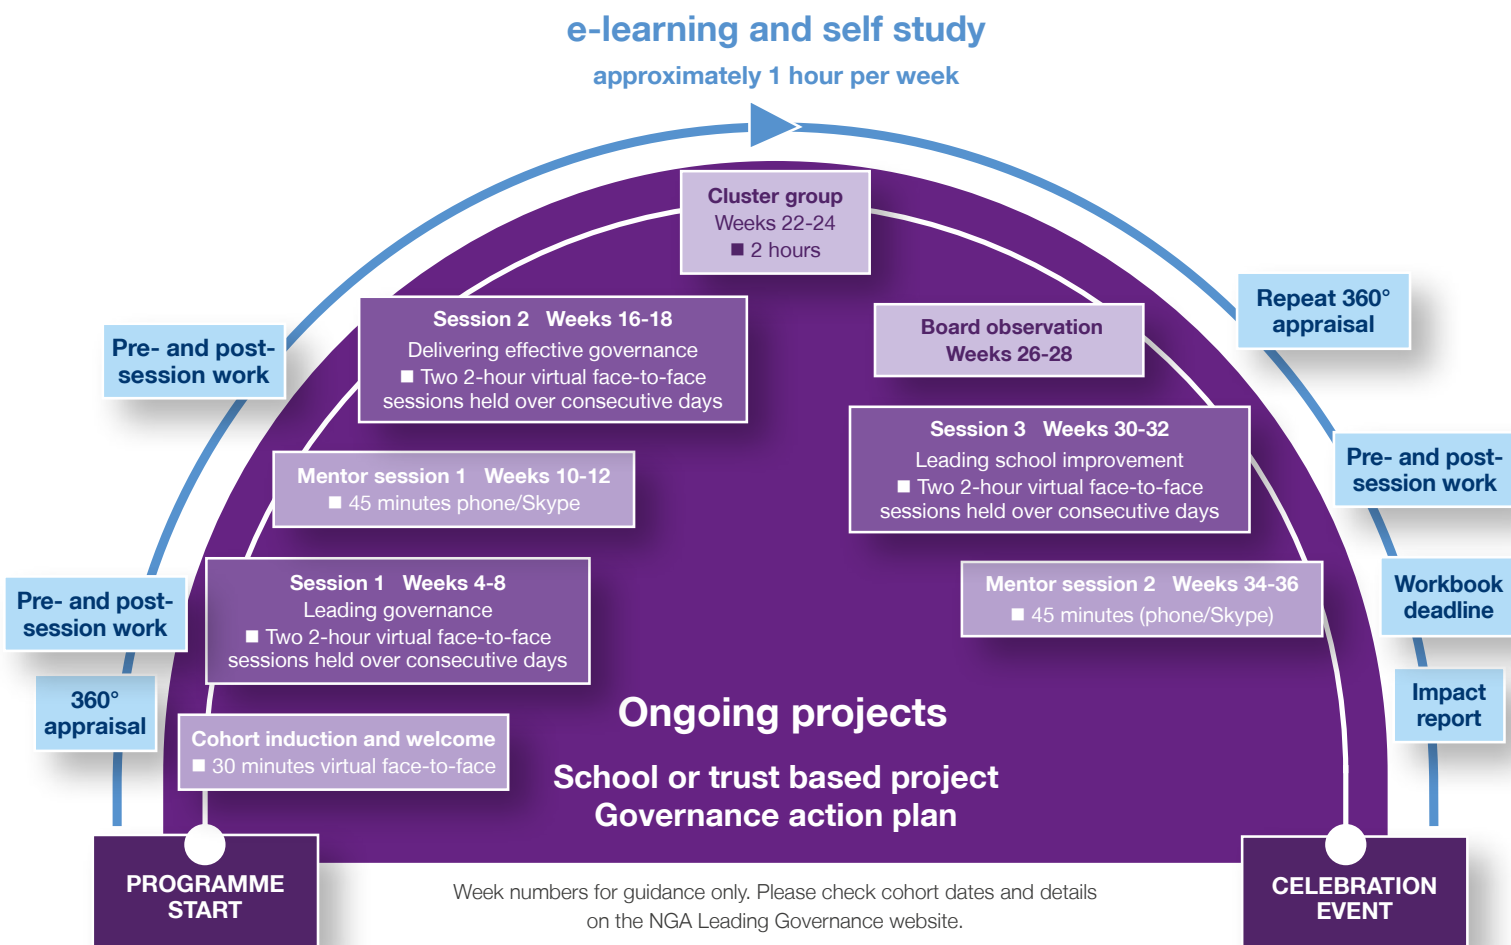 e-learning and self study
approximately 1 hour per week
Cluster group
Weeks 22-24
■ 2 hours
Session 2 Weeks 16-18
Delivering effective governance
■ Two 2-hour virtual face-to-face
sessions held over consecutive days
Pre- and post-
session work
Mentor session 1 Weeks 10-12
■ 45 minutes phone/Skype
Session 1 Weeks 4-8
Leading governance
■ Two 2-hour virtual face-to-face
sessions held over consecutive days
Pre- and post-
session work
360°
appraisal
Cohort induction and welcome
■ 30 minutes virtual face-to-face
Board observation
Weeks 26-28
Repeat 360°
appraisal
Session 3 Weeks 30-32
Leading school improvement
■ Two 2-hour virtual face-to-face
sessions held over consecutive days
Pre- and post-
session work
Mentor session 2 Weeks 34-36
■ 45 minutes (phone/Skype)
Workbook
deadline
Impact
report
Ongoing projects
School or trust based project
Governance action plan
PROGRAMME
START
Week numbers for guidance only. Please check cohort dates and details
on the NGA Leading Governance website.
CELEBRATION
EVENT